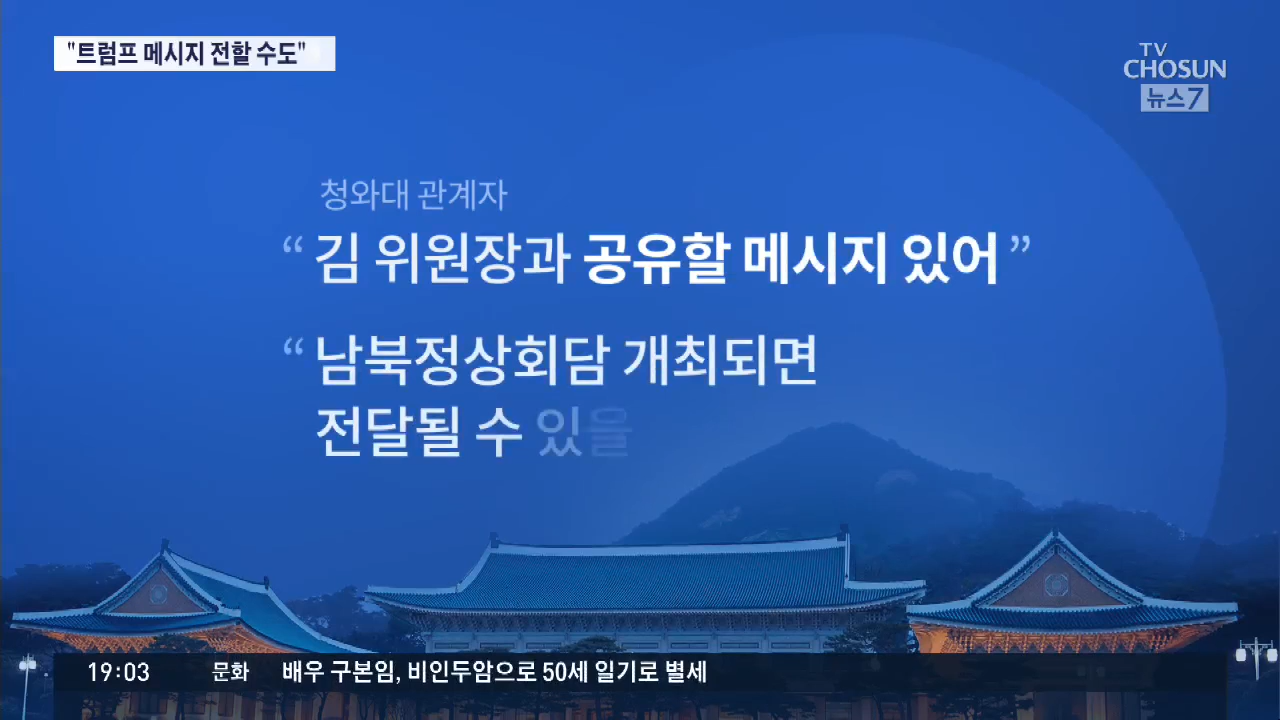 "트럼프 메시지 전할 수도"
TV
CHOSUN
뉴스7
청와대 관계자
“ 김 위원장과 공유할 메시지 있어 ”
“ 남북정상회담 개최되면
전달될 수 있을
19:03 문화 배우 구본임, 비인두암으로 50세 일기로 별세